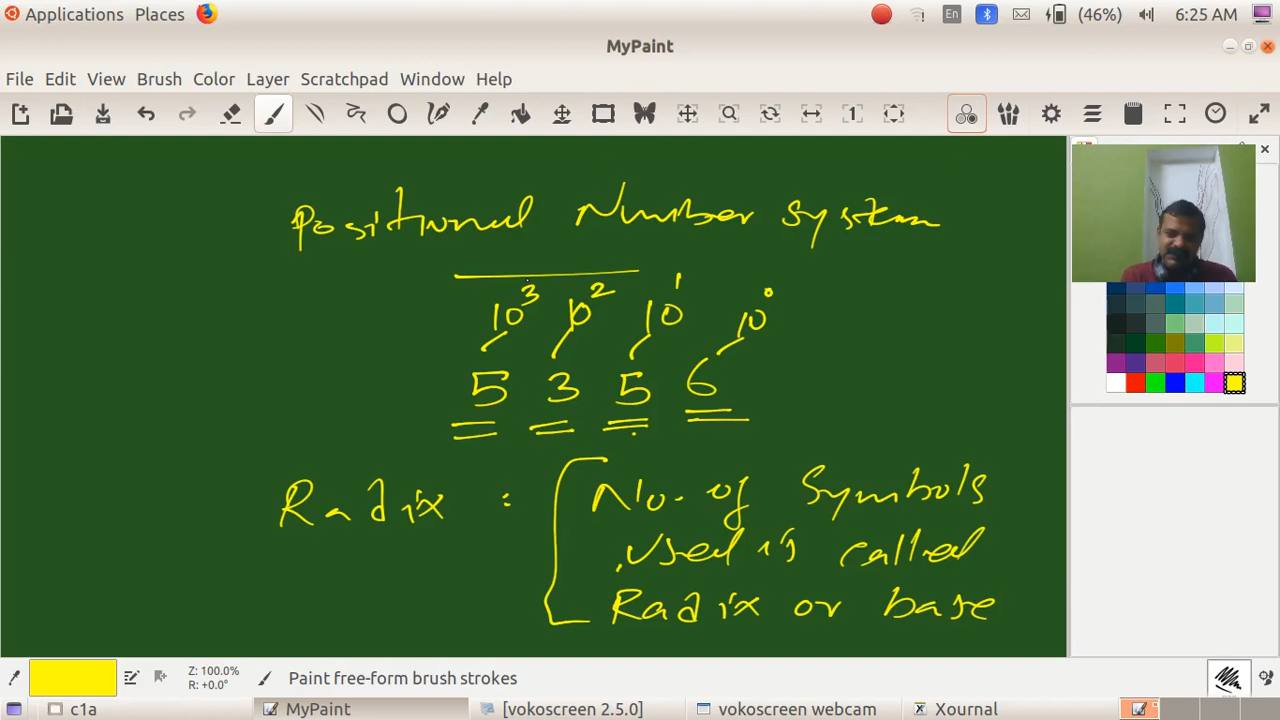 Applications Places En (46%) 6:25 AM
MyPaint
File Edit View Brush Color Layer Scratchpad Window Help
Positional Number System
10³ 10² 10¹ 10⁰
5 3 5 6
Radix : No. of Symbols
used is called
Radix or base
Z: 100.0%
R: +0.0°
Paint free-form brush strokes
c1a MyPaint [vokoscreen 2.5.0] vokoscreen webcam Xournal